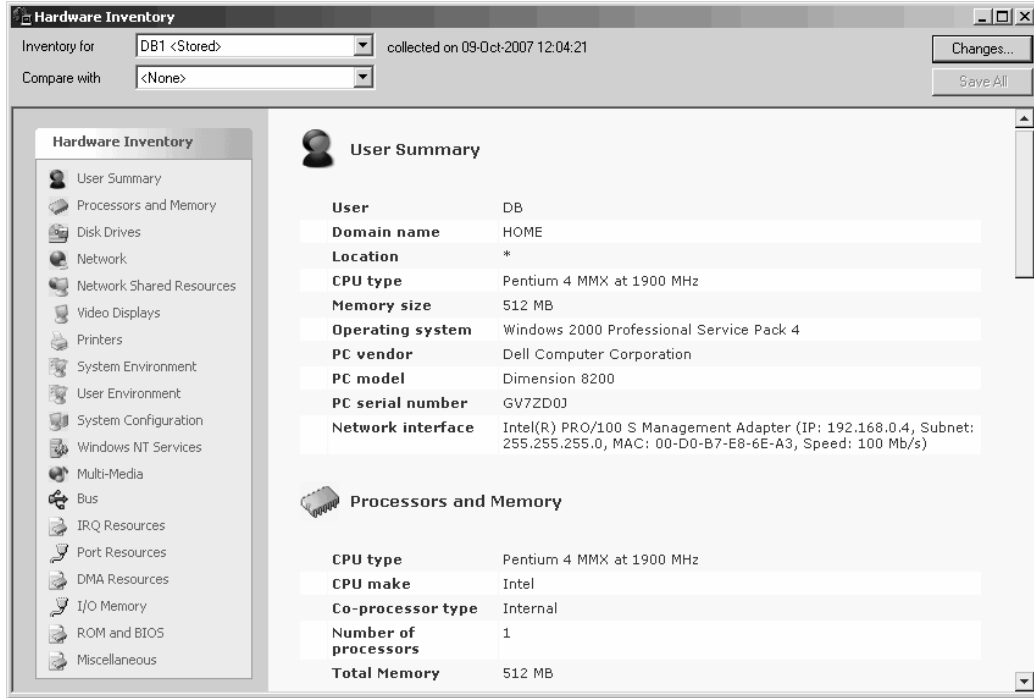 Hardware Inventory
Inventory for DB1 <Stored> collected on 09-Oct-2007 12:04:21 Changes...
Compare with <None> Save All
Hardware Inventory
User Summary
Processors and Memory
Disk Drives
Network
Network Shared Resources
Video Displays
Printers
System Environment
User Environment
System Configuration
Windows NT Services
Multi-Media
Bus
IRQ Resources
Port Resources
DMA Resources
I/O Memory
ROM and BIOS
Miscellaneous
User Summary
User DB
Domain name HOME
Location *
CPU type Pentium 4 MMX at 1900 MHz
Memory size 512 MB
Operating system Windows 2000 Professional Service Pack 4
PC vendor Dell Computer Corporation
PC model Dimension 8200
PC serial number GV7ZD0J
Network interface Intel(R) PRO/100 S Management Adapter (IP: 192.168.0.4, Subnet:
255.255.255.0, MAC: 00-D0-B7-E8-6E-A3, Speed: 100 Mb/s)
Processors and Memory
CPU type Pentium 4 MMX at 1900 MHz
CPU make Intel
Co-processor type Internal
Number of 1
processors
Total Memory 512 MB